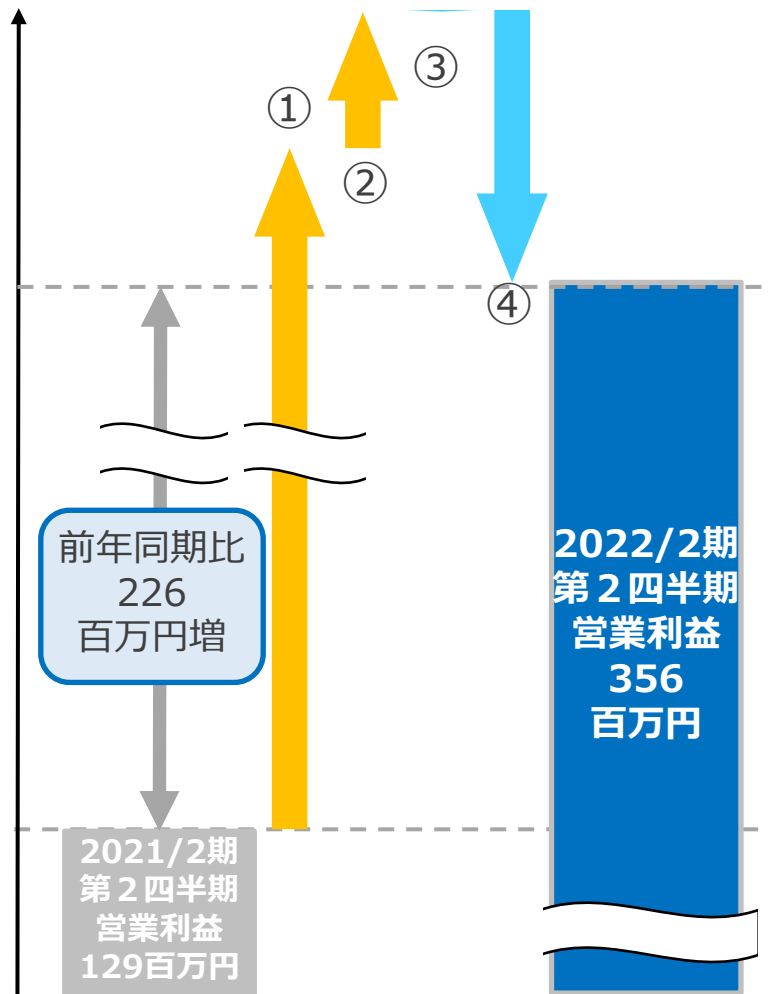 ①
②
③
④
前年同期比
226
百万円増
2022/2期
第２四半期
営業利益
356
百万円
2021/2期
第２四半期
営業利益
129百万円